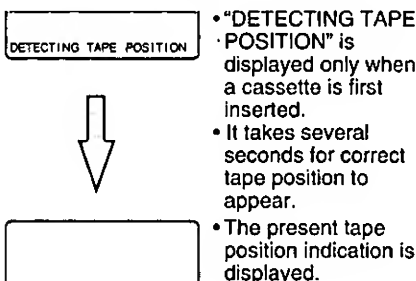 DETECTING TAPE POSITION
• "DETECTING TAPE
POSITION" is
displayed only when
a cassette is first
inserted.
• It takes several
seconds for correct
tape position to
appear.
• The present tape
position indication is
displayed.